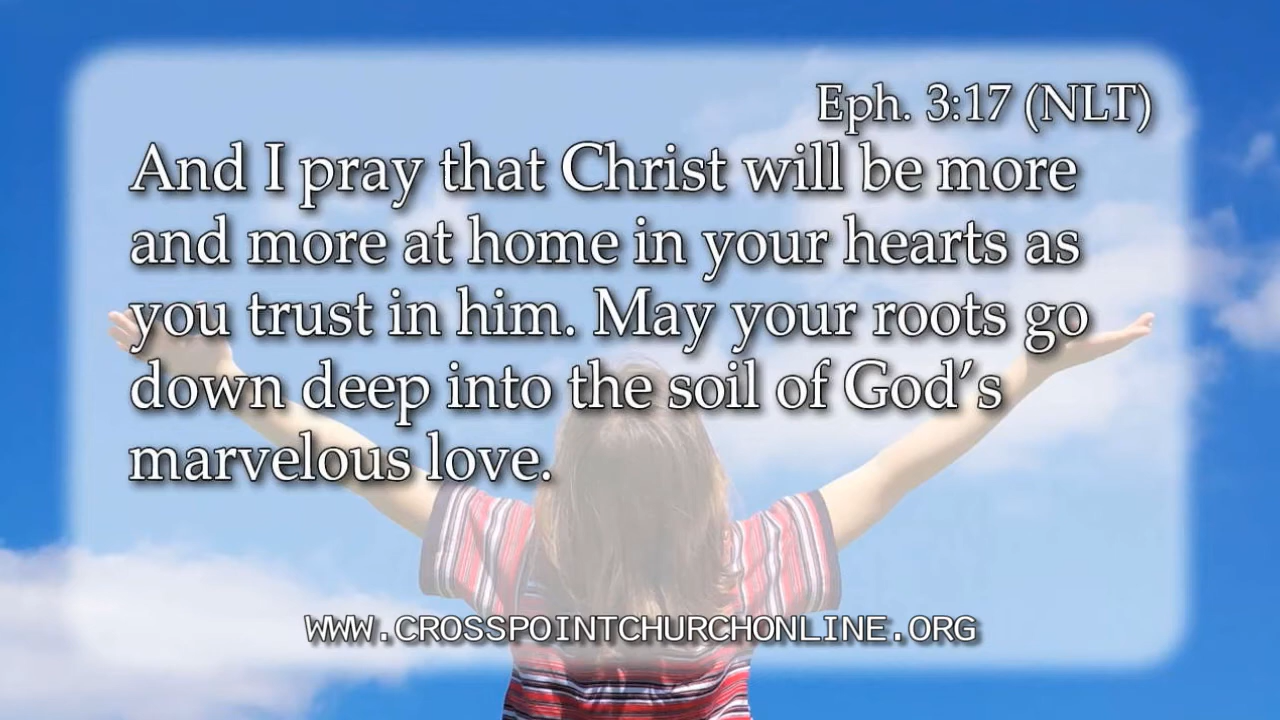 Eph. 3:17 (NLT)
And I pray that Christ will be more
and more at home in your hearts as
you trust in him. May your roots go
down deep into the soil of God's
marvelous love.
WWW.CROSSPOINTCHURCHONLINE.ORG